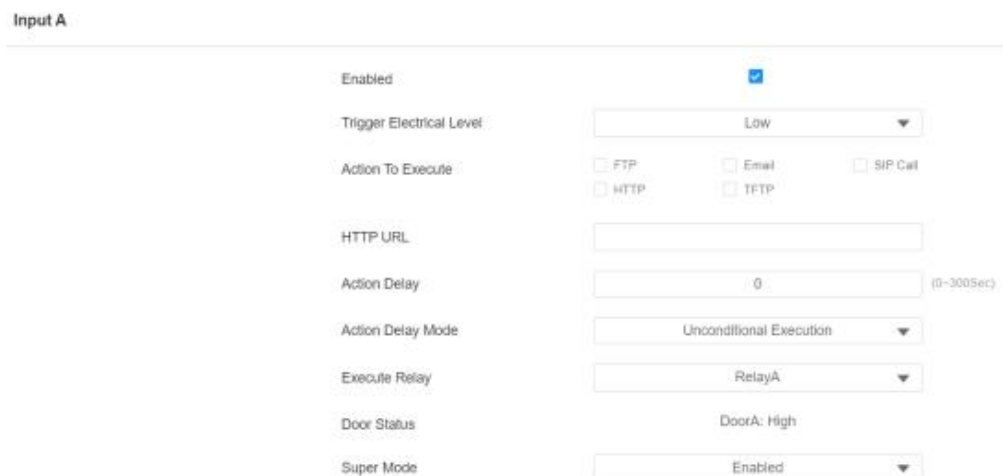 Input A
Enabled
Trigger Electrical Level Low
Action To Execute FTP Email SIP Call
HTTP TFTP
HTTP URL
Action Delay 0 (0~300Sec)
Action Delay Mode Unconditional Execution
Execute Relay RelayA
Door Status DoorA: High
Super Mode Enabled